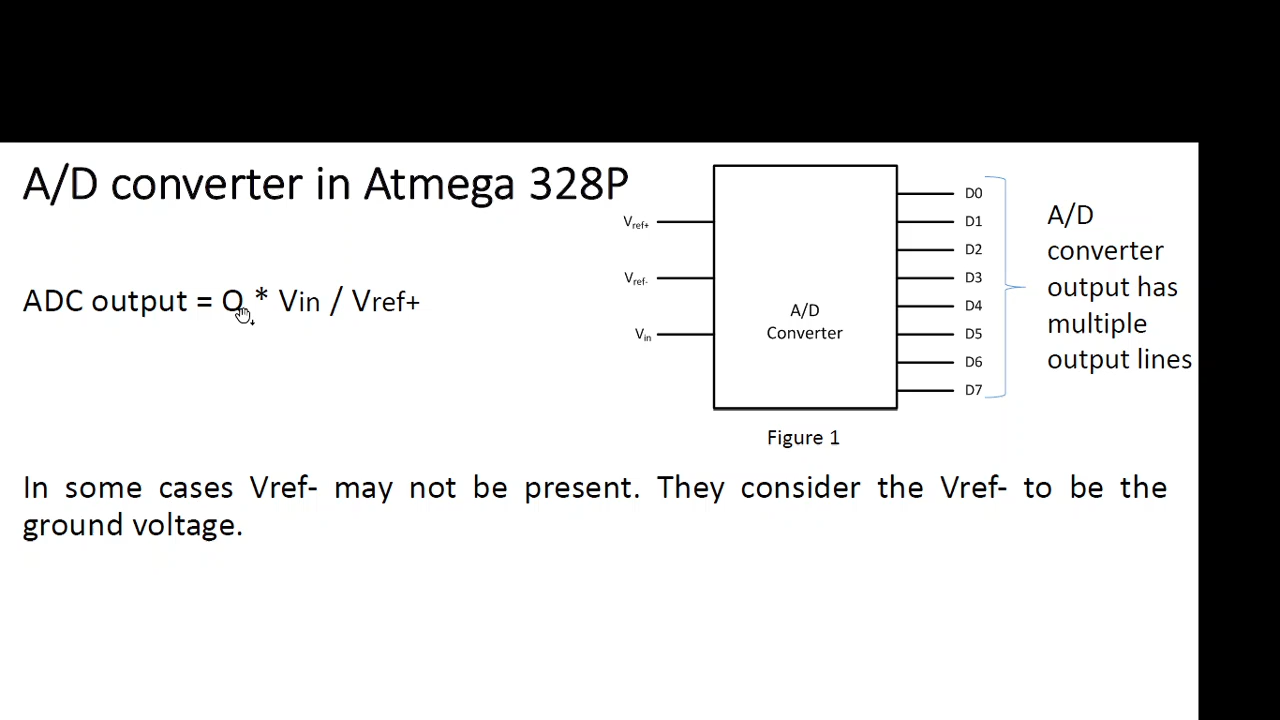 A/D converter in Atmega 328P
ADC output = Q * Vin / Vref+
Vref+
Vref-
Vin
A/D
Converter
D0
D1
D2
D3
D4
D5
D6
D7
A/D
converter
output has
multiple
output lines
Figure 1
In some cases Vref- may not be present. They consider the Vref- to be the
ground voltage.